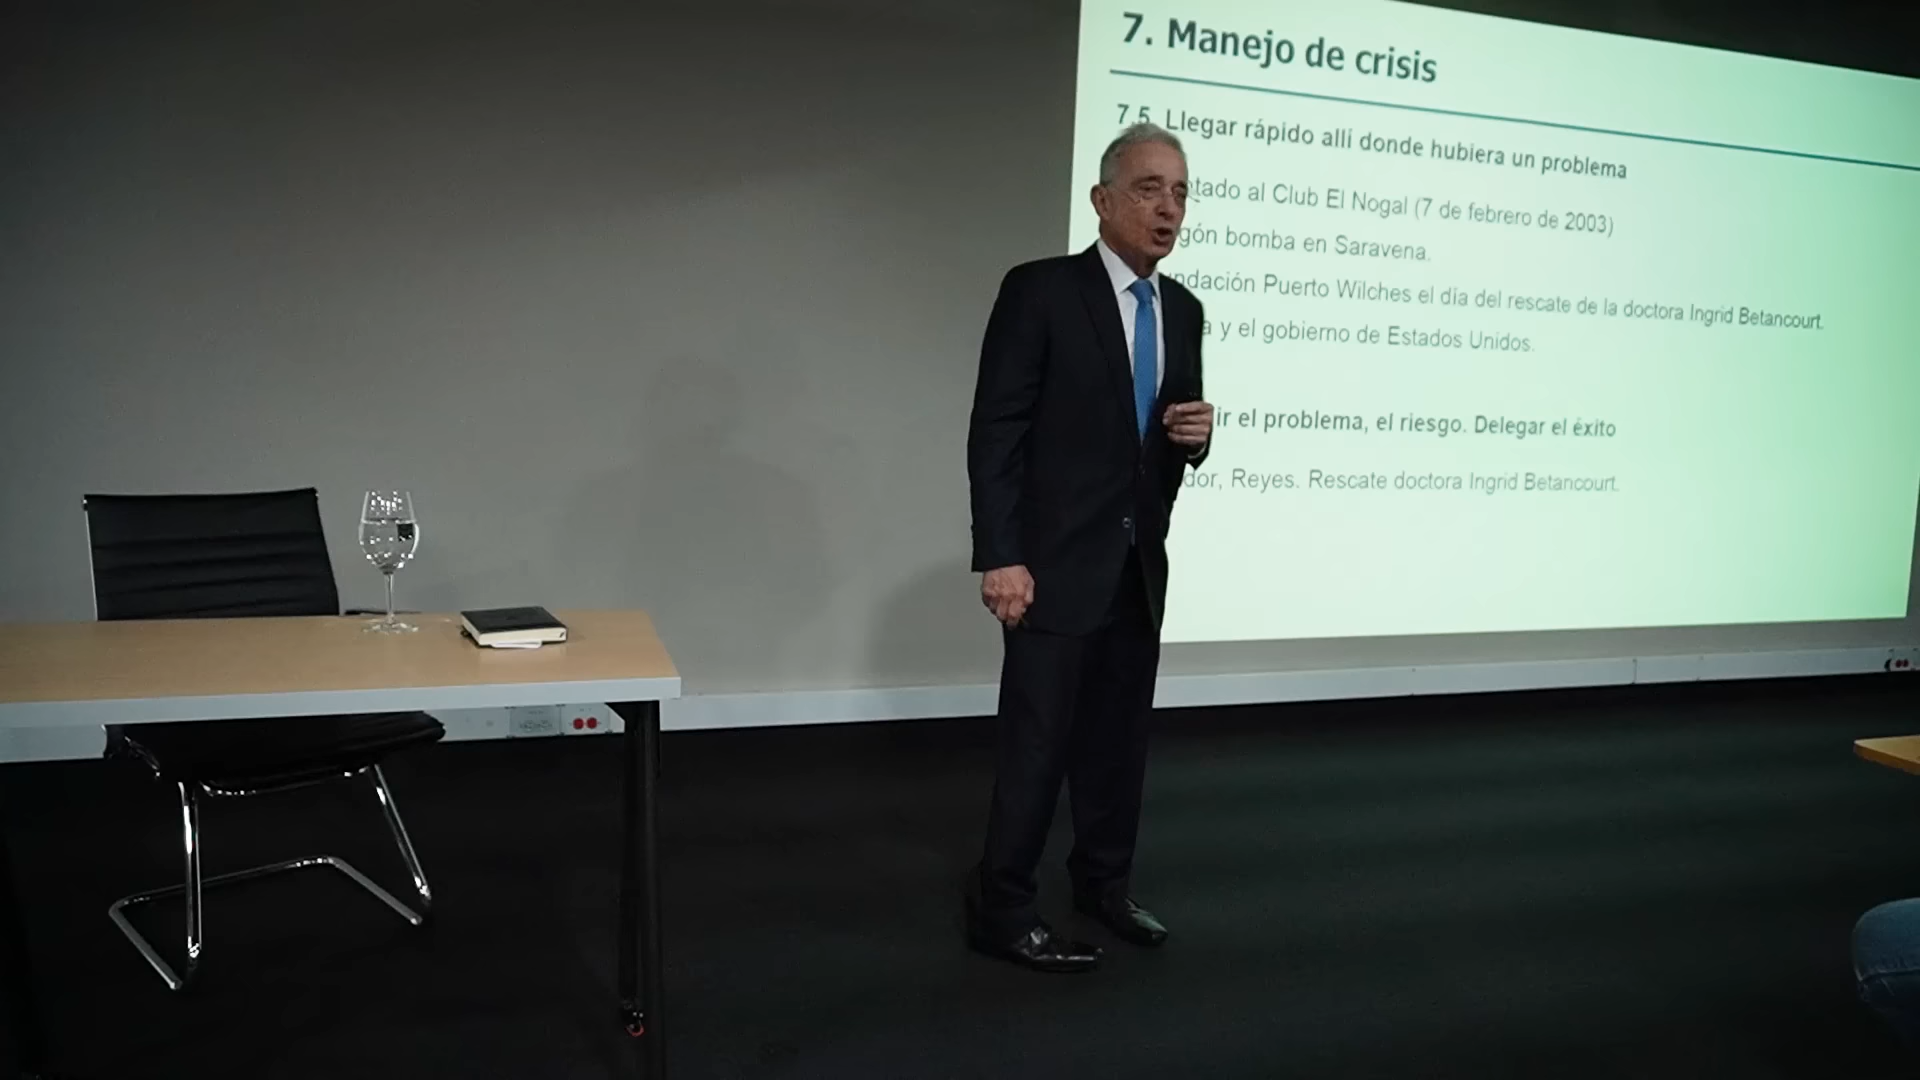 7. Manejo de crisis
7.5. Llegar rápido allí donde hubiera un problema
tado al Club El Nogal (7 de febrero de 2003)
gón bomba en Saravena.
ndación Puerto Wilches el día del rescate de la doctora Ingrid Betancourt.
a y el gobierno de Estados Unidos.
ir el problema, el riesgo. Delegar el éxito
dor, Reyes. Rescate doctora Ingrid Betancourt.